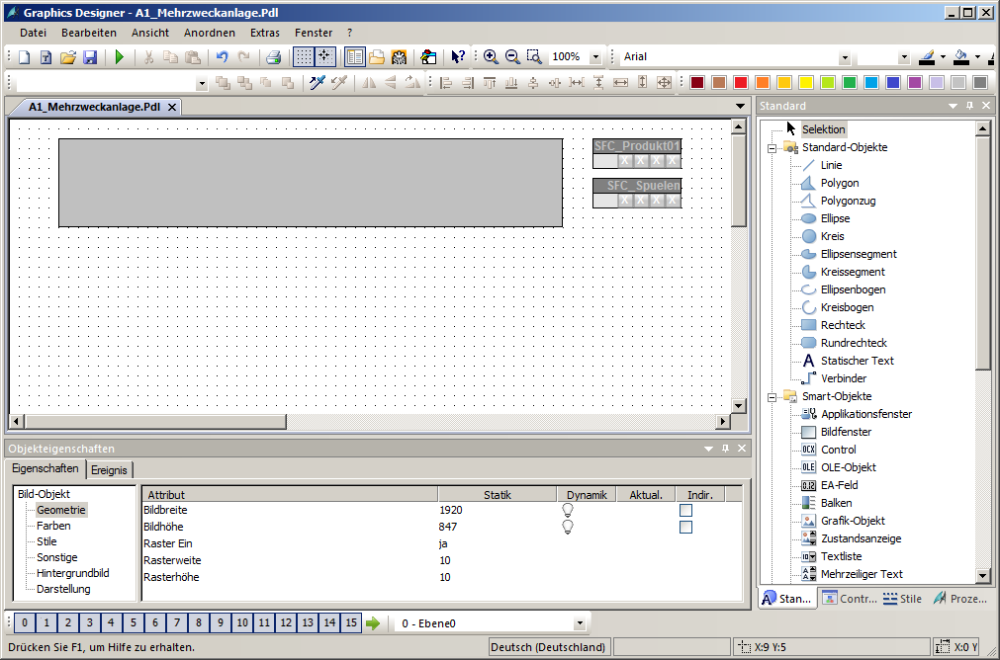 Graphics Designer - A1_Mehrzweckanlage.Pdl
Datei Bearbeiten Ansicht Anordnen Extras Fenster ?
100% Arial
A1_Mehrzweckanlage.Pdl
SFC_Produkt01
X X X X
SFC_Spuelen
X X X X
Standard
Selektion
Standard-Objekte
Linie
Polygon
Polygonzug
Ellipse
Kreis
Ellipsensegment
Kreissegment
Ellipsenbogen
Kreisbogen
Rechteck
Rundrechteck
A Statischer Text
Verbinder
Smart-Objekte
Applikationsfenster
Bildfenster
OCX Control
OLE OLE-Objekt
0.12 EA-Feld
Balken
Grafik-Objekt
Zustandsanzeige
Textliste
Mehrzeiliger Text
Stan... Contr... Stile Proze...
Objekteigenschaften
Eigenschaften Ereignis
Bild-Objekt
Geometrie
Farben
Stile
Sonstige
Hintergrundbild
Darstellung
Attribut Statik Dynamik Aktual. Indir.
Bildbreite 1920
Bildhöhe 847
Raster Ein ja
Rasterweite 10
Rasterhöhe 10
0 1 2 3 4 5 6 7 8 9 10 11 12 13 14 15 0 - Ebene0
Drücken Sie F1, um Hilfe zu erhalten. Deutsch (Deutschland) X:9 Y:5 X:0 Y